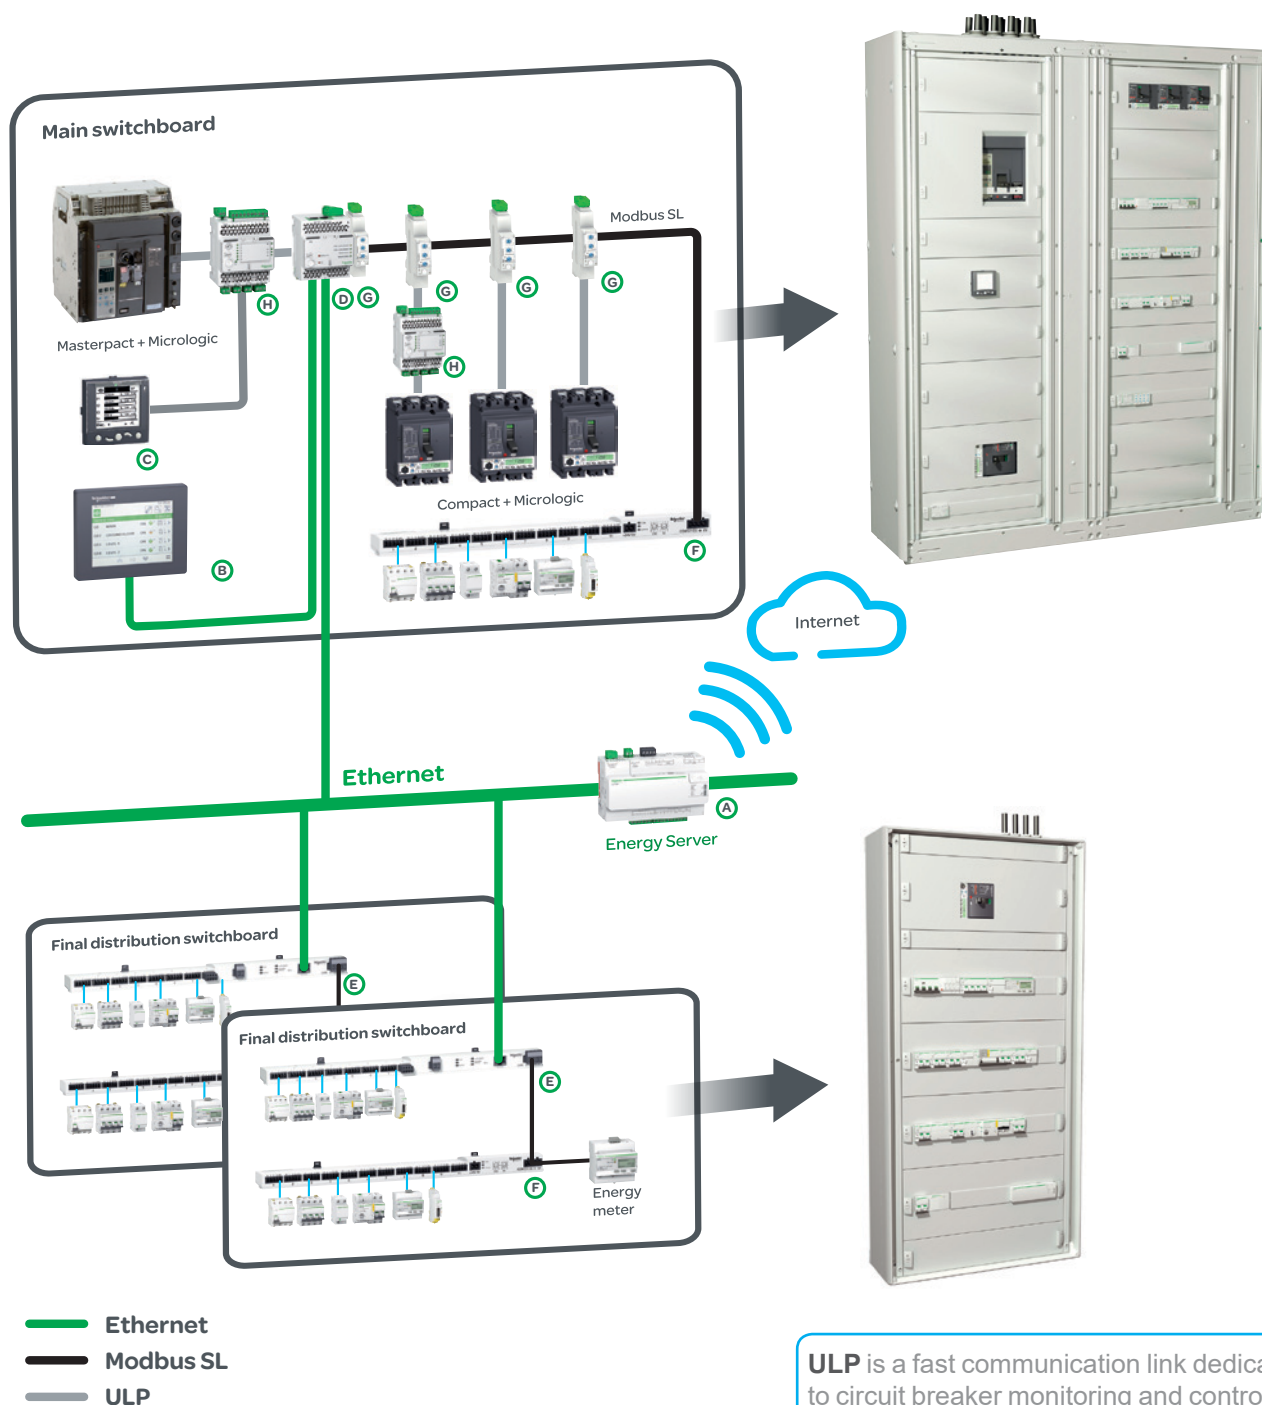 Main switchboard
Modbus SL
H
D
G
G
G
G
Masterpact + Micrologic
H
C
Compact + Micrologic
B
F
Internet
Ethernet
A
Energy Server
Final distribution switchboard
E
Final distribution switchboard
E
F
Energy
meter
Ethernet
Modbus SL
ULP
ULP is a fast communication link dedica
to circuit breaker monitoring and contro